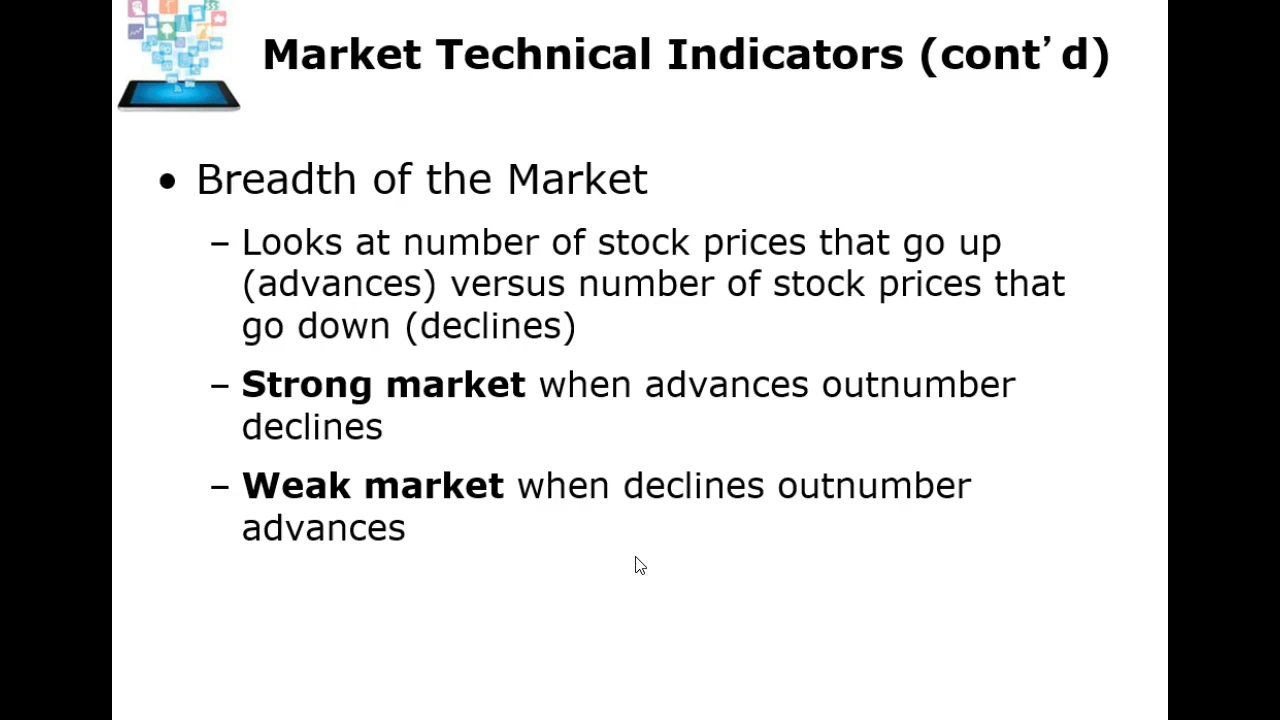 Market Technical Indicators (cont’d)
• Breadth of the Market
– Looks at number of stock prices that go up
(advances) versus number of stock prices that
go down (declines)
– Strong market when advances outnumber
declines
– Weak market when declines outnumber
advances